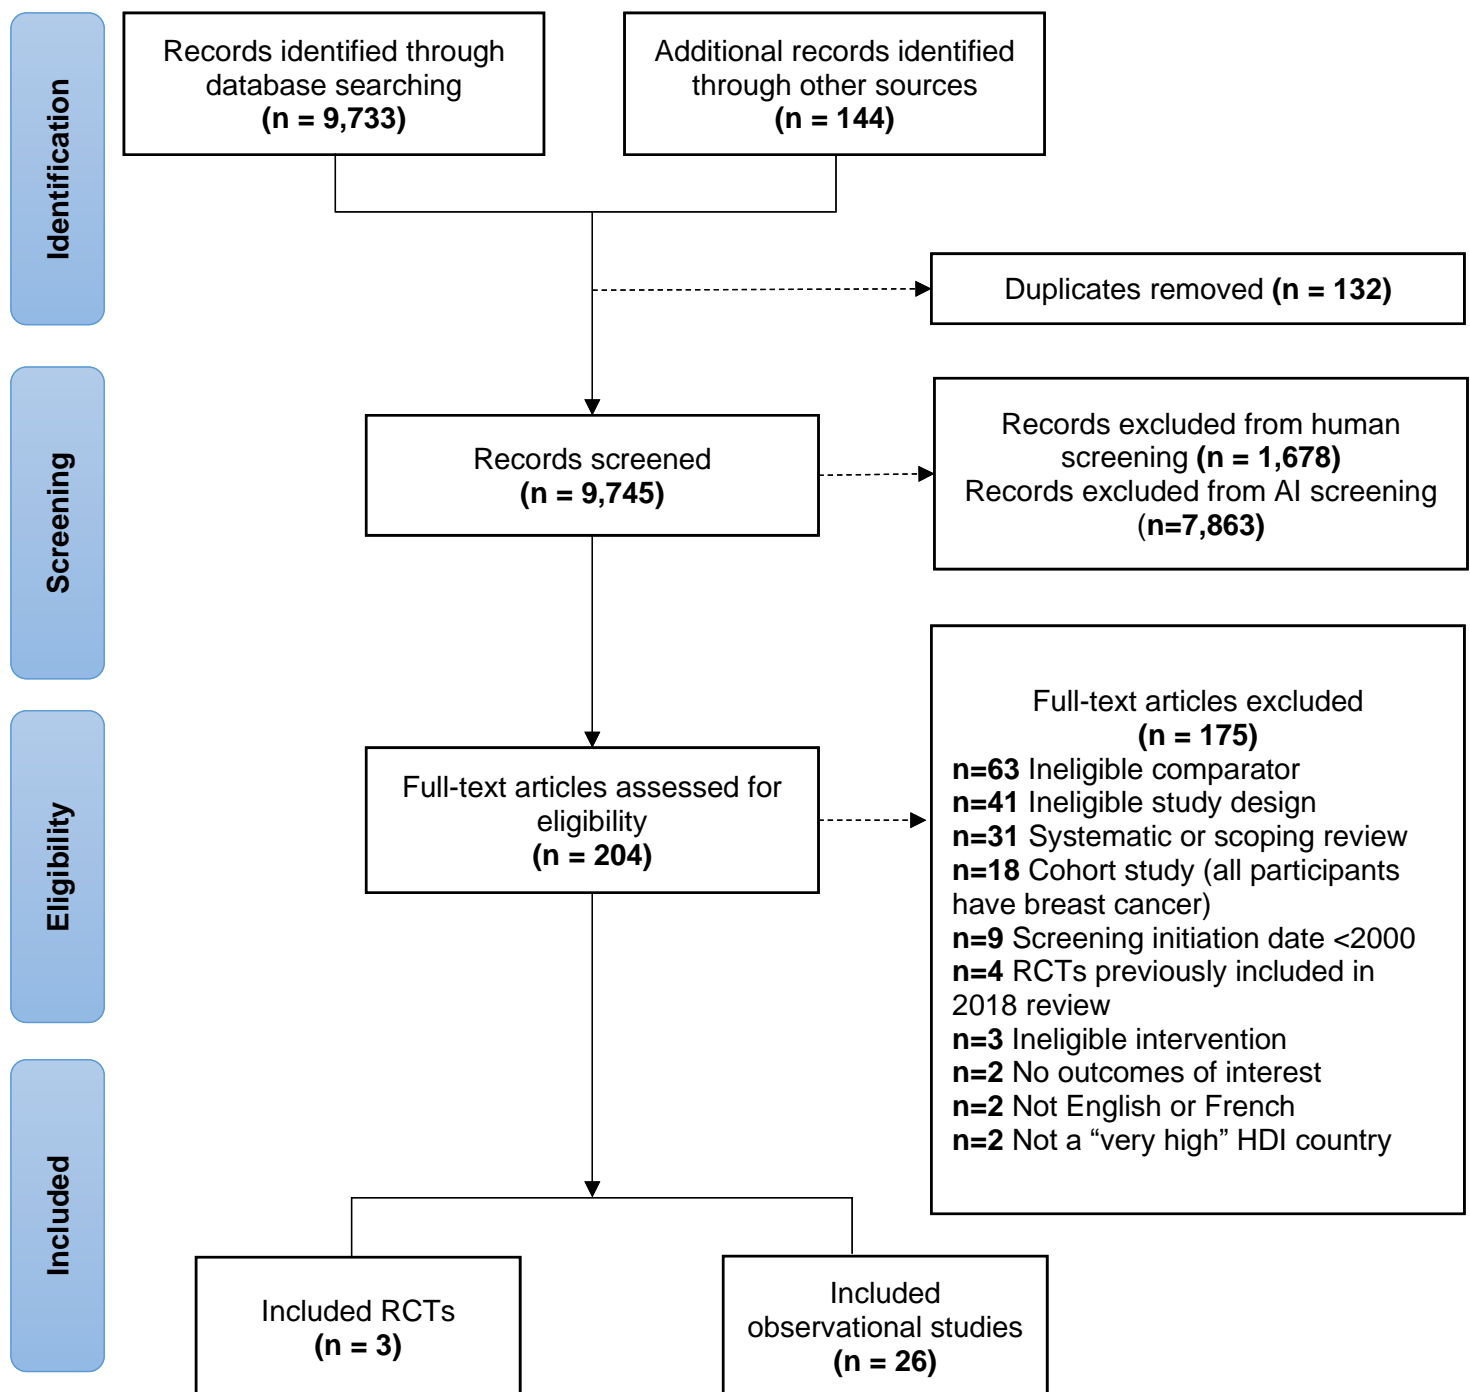 Identification
Records identified through
database searching
(n = 9,733)
Additional records identified
through other sources
(n = 144)
Duplicates removed (n = 132)
Screening
Records screened
(n = 9,745)
Records excluded from human
screening (n = 1,678)
Records excluded from AI screening
(n=7,863)
Eligibility
Full-text articles assessed for
eligibility
(n = 204)
Full-text articles excluded
(n = 175)
n=63 Ineligible comparator
n=41 Ineligible study design
n=31 Systematic or scoping review
n=18 Cohort study (all participants
have breast cancer)
n=9 Screening initiation date <2000
n=4 RCTs previously included in
2018 review
n=3 Ineligible intervention
n=2 No outcomes of interest
n=2 Not English or French
n=2 Not a “very high” HDI country
Included
Included RCTs
(n = 3)
Included
observational studies
(n = 26)